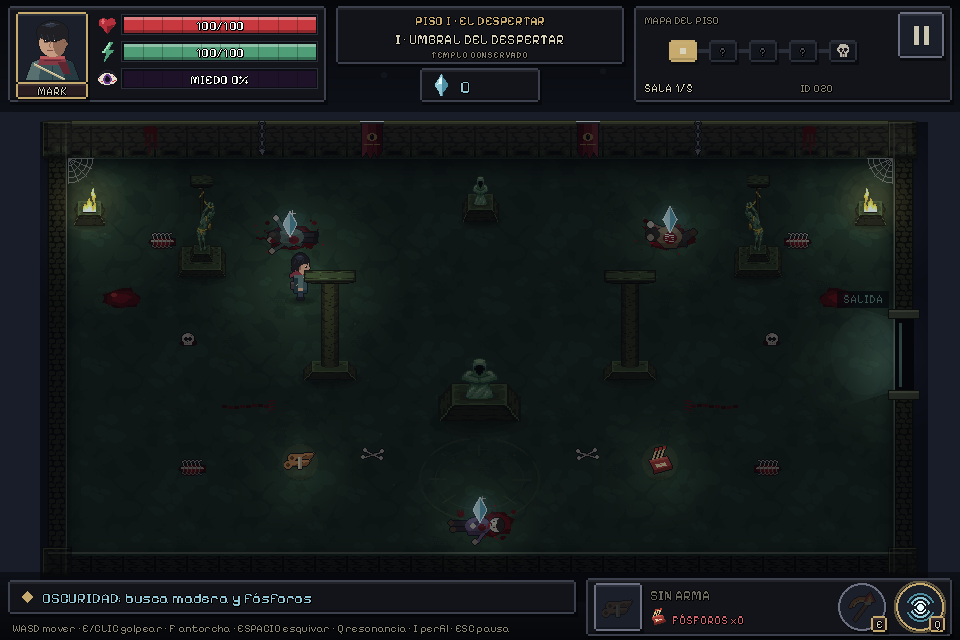 100/100
100/100
MIEDO 0%
MARK
PISO I · EL DESPERTAR
I · UMBRAL DEL DESPERTAR
TEMPLO CONSERVADO
0
MAPA DEL PISO
? ? ?
SALA 1/5
ID 020
SALIDA
OSCURIDAD: busca madera y fósforos
WASD mover · E/CLIC golpear · F antorcha · ESPACIO esquivar · Q resonancia · I perfil · ESC pausa
SIN ARMA
FÓSFOROS x0
E
Q